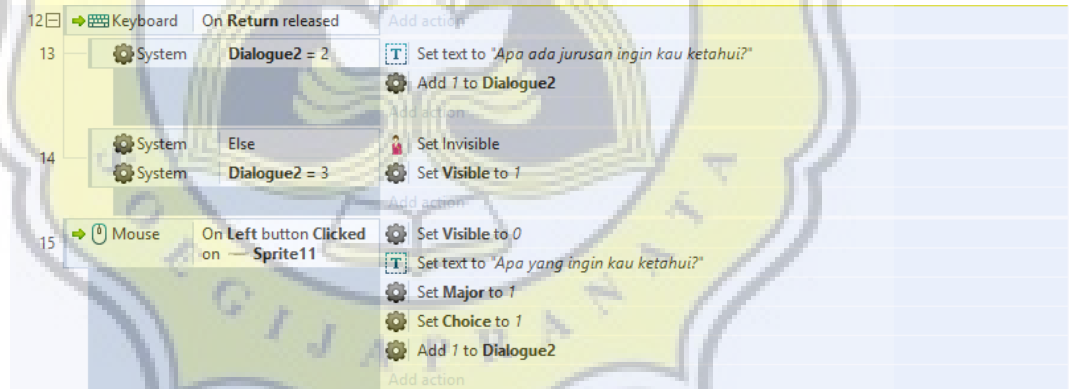 12 Keyboard On Return released Add action
13 System Dialogue2 = 2 T Set text to "Apa ada jurusan ingin kau ketahui?"
Add 1 to Dialogue2
Add action
14 System Else Set Invisible
System Dialogue2 = 3 Set Visible to 1
Add action
15 Mouse On Left button Clicked on — Sprite11 Set Visible to 0
T Set text to "Apa yang ingin kau ketahui?"
Set Major to 1
Set Choice to 1
Add 1 to Dialogue2
Add action
OEGIJAPRANATA